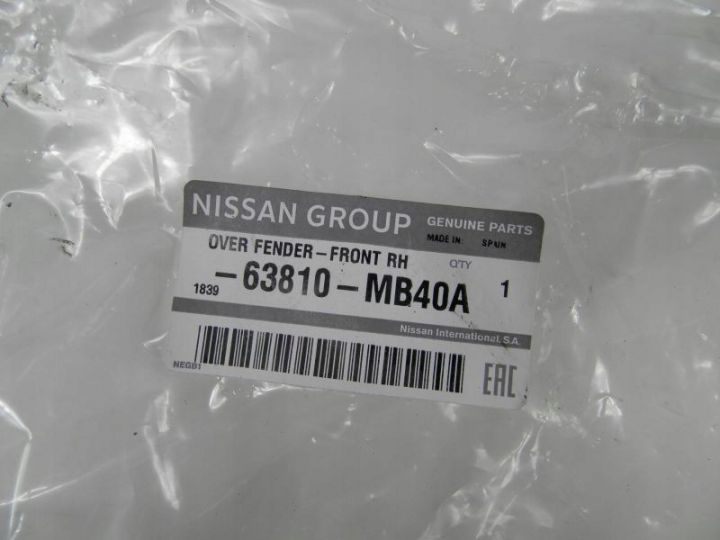 NISSAN GROUP GENUINE PARTS
MADE IN: SPAIN
OVER FENDER-FRONT RH QTY
1839 -63810-MB40A 1
Nissan International, S.A.
NEGB1
EAC